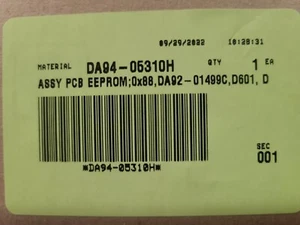 09/29/2022 10:28:31
MATERIAL DA94-05310H QTY 1 EA
ASSY PCB EEPROM;0x88,DA92-01499C,D601, D
SEC
001
*DA94-05310H*